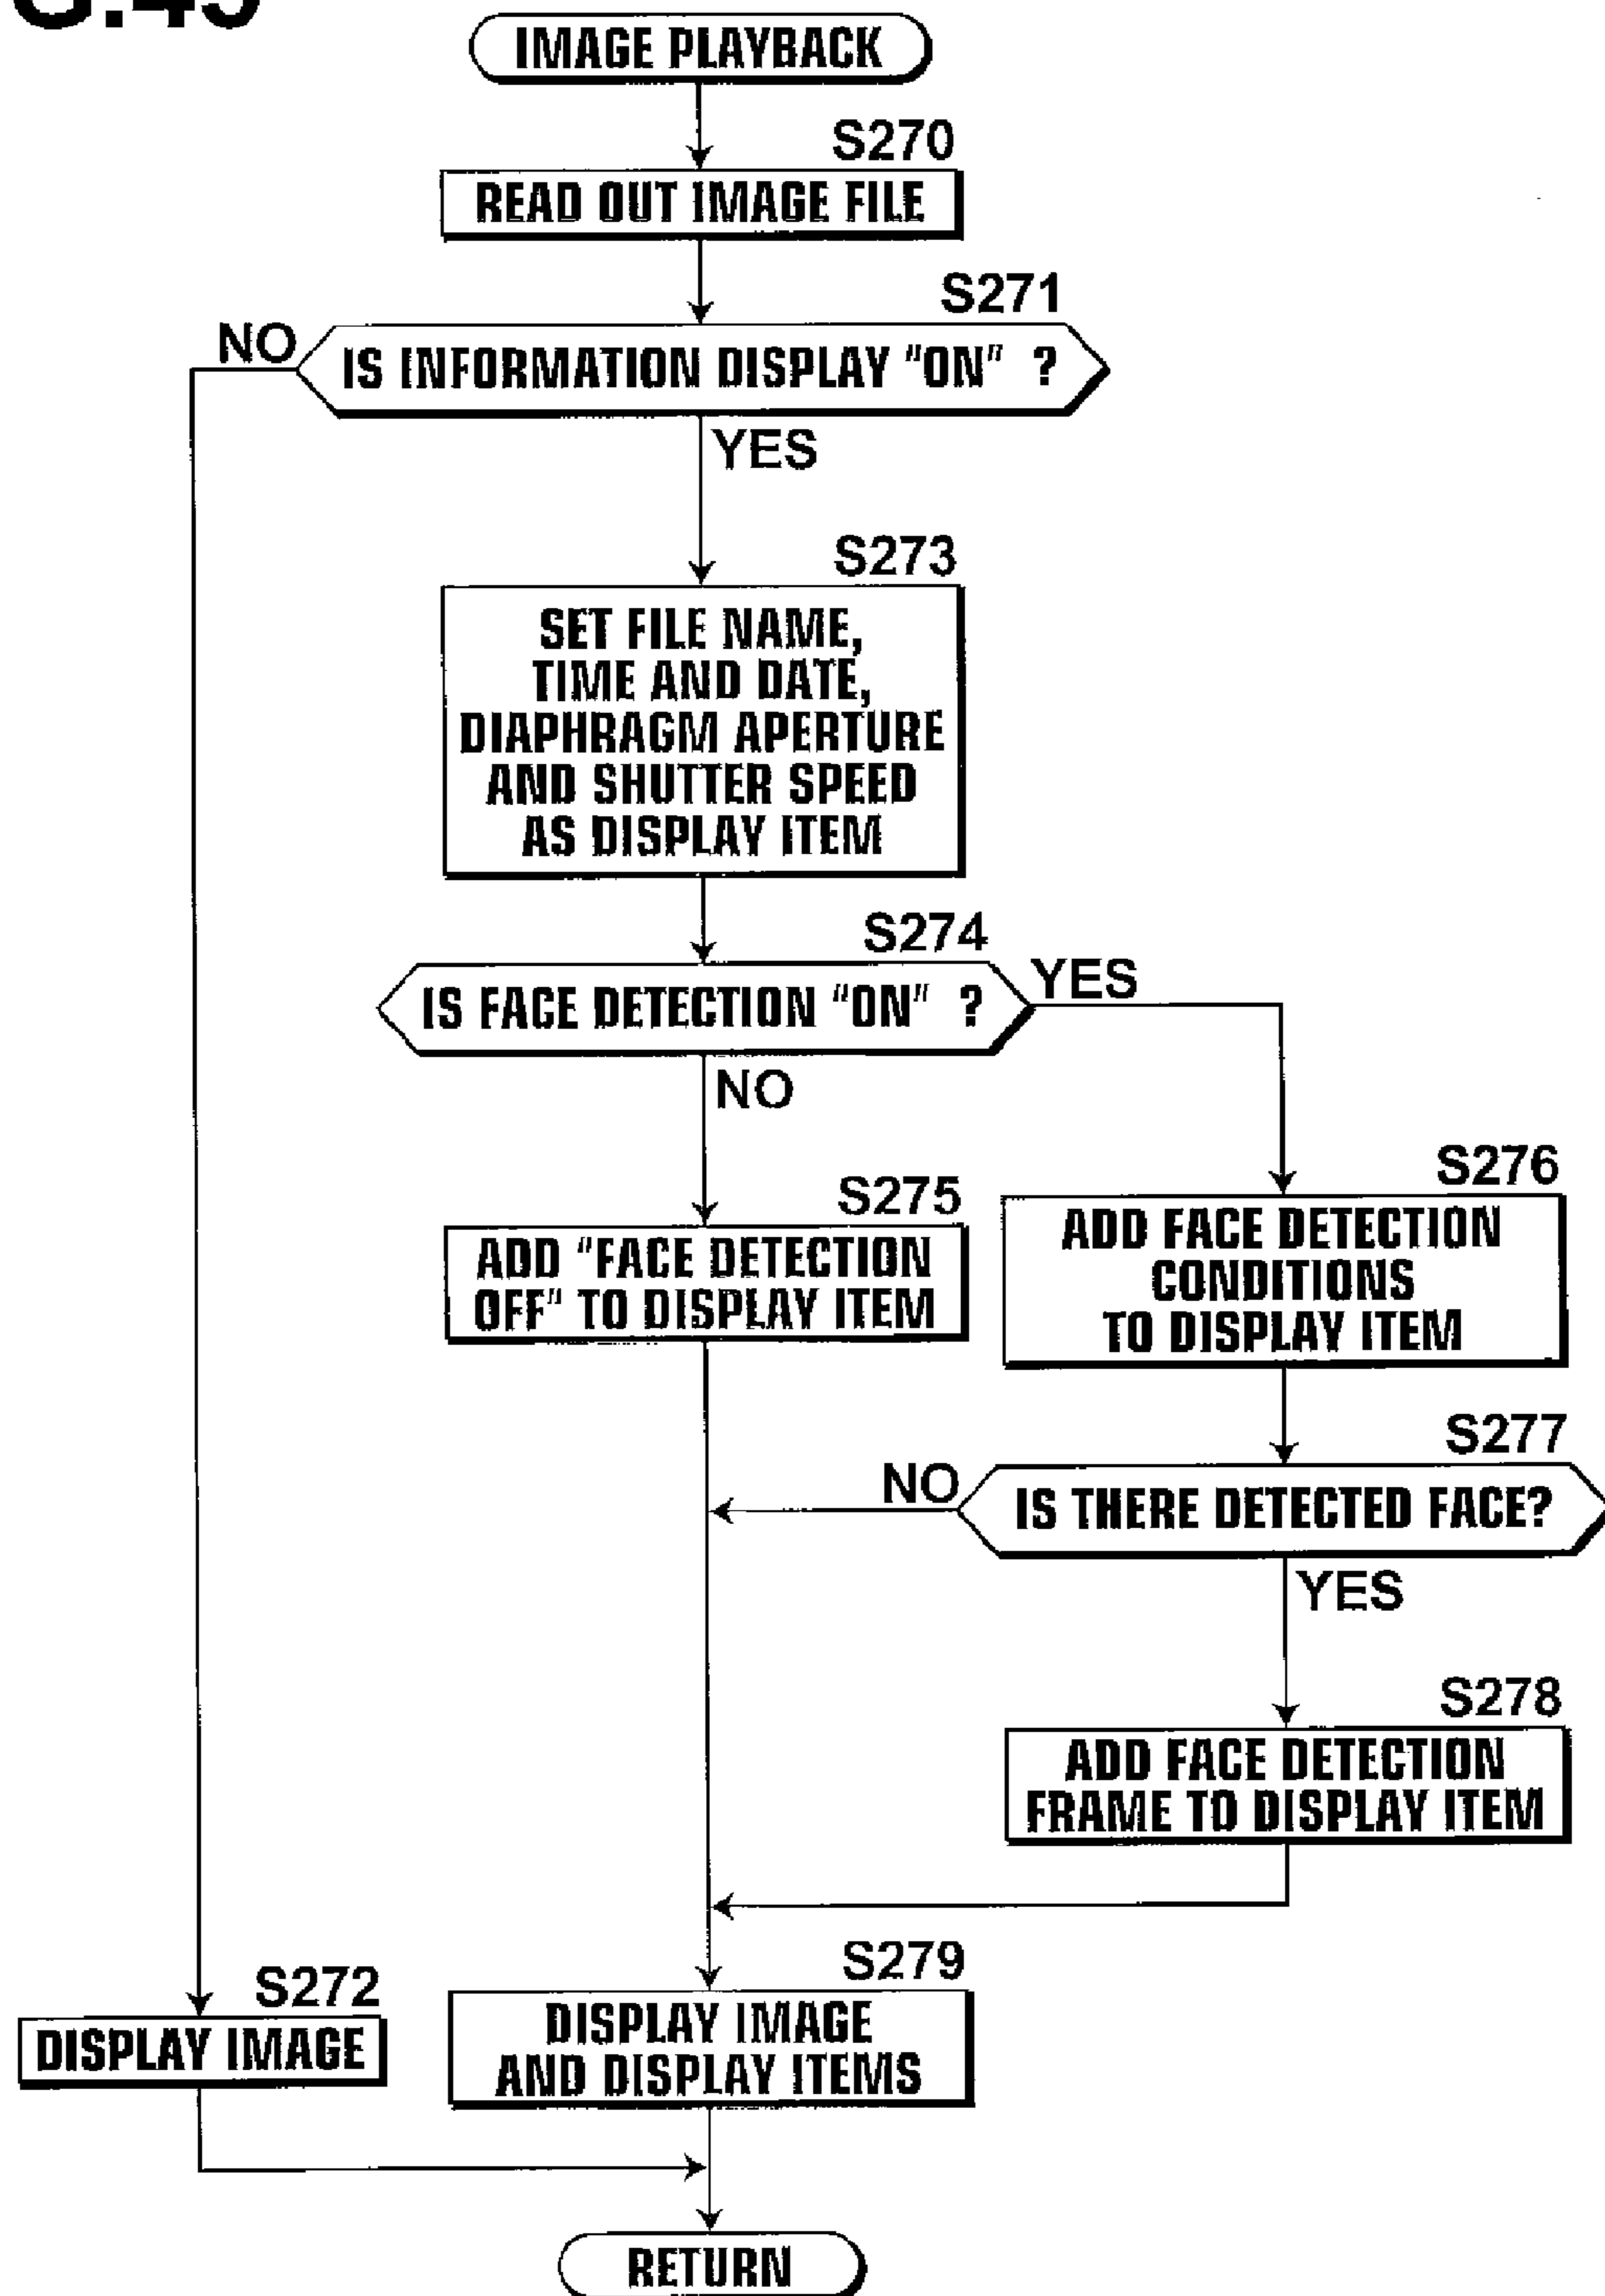 IMAGE PLAYBACK
S270
READ OUT IMAGE FILE
S271
NO
IS INFORMATION DISPLAY "ON" ?
YES
S273
SET FILE NAME,
TIME AND DATE,
DIAPHRAGM APERTURE
AND SHUTTER SPEED
AS DISPLAY ITEM
S274
IS FACE DETECTION "ON" ?
YES
NO
S275
ADD "FACE DETECTION
OFF" TO DISPLAY ITEM
S276
ADD FACE DETECTION
CONDITIONS
TO DISPLAY ITEM
S277
NO
IS THERE DETECTED FACE?
YES
S278
ADD FACE DETECTION
FRAME TO DISPLAY ITEM
S272
DISPLAY IMAGE
S279
DISPLAY IMAGE
AND DISPLAY ITEMS
RETURN